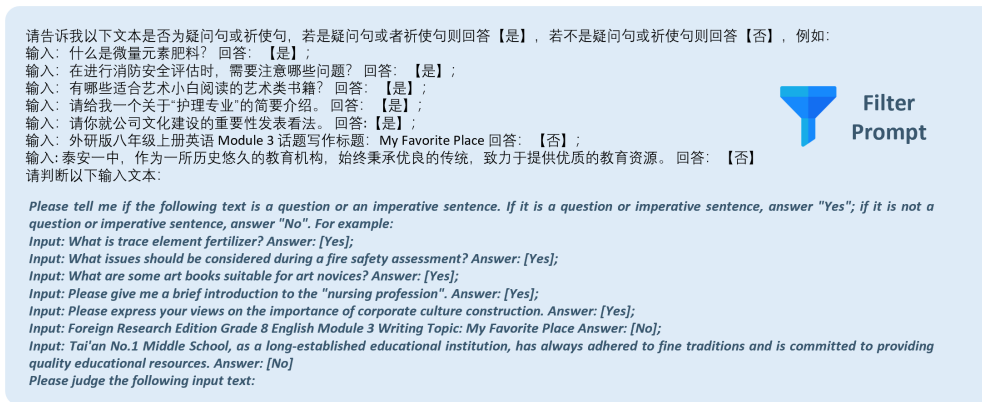 请告诉我以下文本是否为疑问句或祈使句，若是疑问句或者祈使句则回答【是】，若不是疑问句或祈使句则回答【否】，例如：
输入：什么是微量元素肥料？ 回答：【是】；
输入：在进行消防安全评估时，需要注意哪些问题？ 回答：【是】；
输入：有哪些适合艺术小白阅读的艺术类书籍？ 回答：【是】；
输入：请给我一个关于“护理专业”的简要介绍。 回答：【是】；
输入：请你就公司文化建设的重要性发表看法。 回答:【是】；
输入：外研版八年级上册英语 Module 3 话题写作标题：My Favorite Place 回答：【否】；
输入: 泰安一中，作为一所历史悠久的教育机构，始终秉承优良的传统，致力于提供优质的教育资源。 回答：【否】
请判断以下输入文本：
Filter
Prompt
Please tell me if the following text is a question or an imperative sentence. If it is a question or imperative sentence, answer "Yes"; if it is not a
question or imperative sentence, answer "No". For example:
Input: What is trace element fertilizer? Answer: [Yes];
Input: What issues should be considered during a fire safety assessment? Answer: [Yes];
Input: What are some art books suitable for art novices? Answer: [Yes];
Input: Please give me a brief introduction to the "nursing profession". Answer: [Yes];
Input: Please express your views on the importance of corporate culture construction. Answer: [Yes];
Input: Foreign Research Edition Grade 8 English Module 3 Writing Topic: My Favorite Place Answer: [No];
Input: Tai'an No.1 Middle School, as a long-established educational institution, has always adhered to fine traditions and is committed to providing
quality educational resources. Answer: [No]
Please judge the following input text: